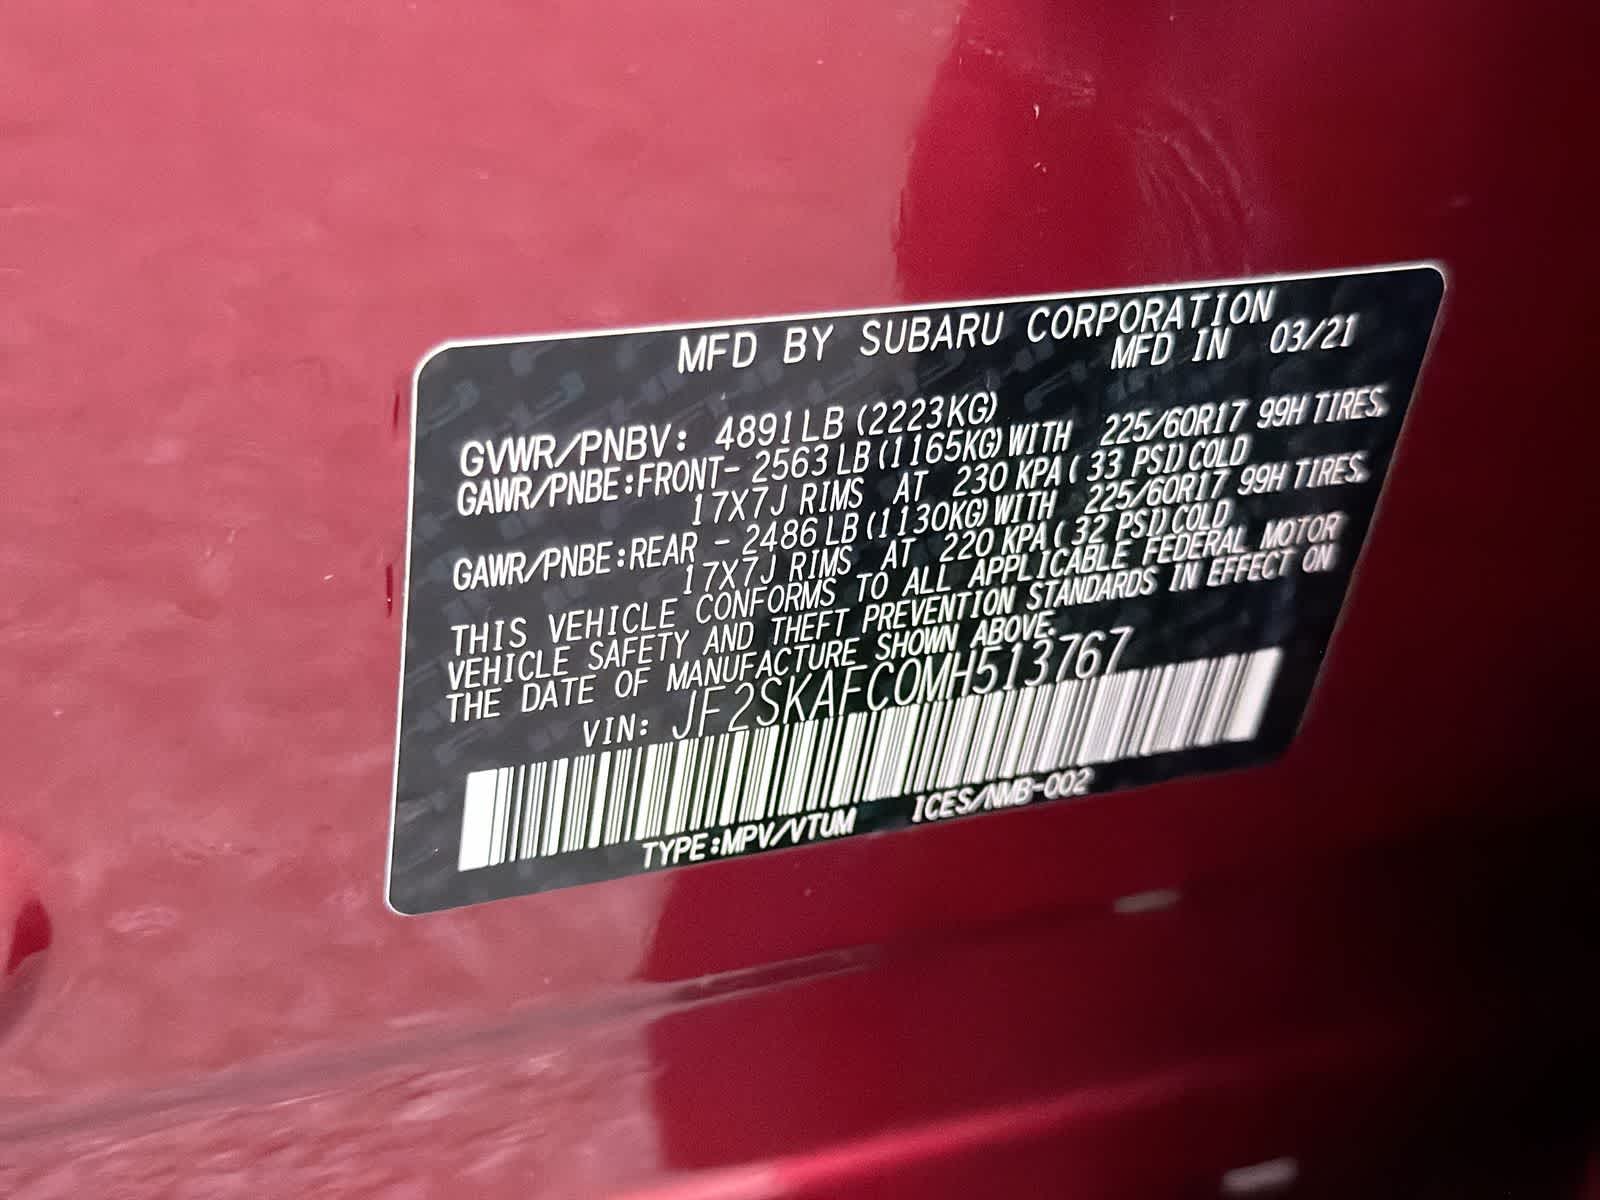 MFD BY SUBARU CORPORATION
MFD IN 03/21
GVWR/PNBV: 4891LB (2223KG)
GAWR/PNBE:FRONT- 2563 LB (1165KG)WITH 225/60R17 99H TIRES,
17X7J RIMS AT 230 KPA ( 33 PSI) COLD
GAWR/PNBE:REAR - 2486 LB (1130KG)WITH 225/60R17 99H TIRES,
17X7J RIMS AT 220 KPA ( 32 PSI) COLD
THIS VEHICLE CONFORMS TO ALL APPLICABLE FEDERAL MOTOR
VEHICLE SAFETY AND THEFT PREVENTION STANDARDS IN EFFECT ON
THE DATE OF MANUFACTURE SHOWN ABOVE.
VIN: JF2SKAFC0MH513767
TYPE:MPV/VTUM ICES/NMB-002